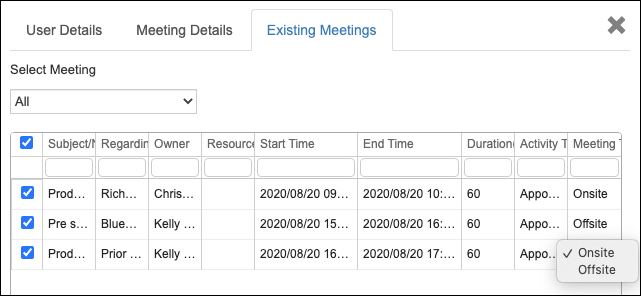 User Details Meeting Details Existing Meetings
Select Meeting
All
Subject/N Regardin Owner Resource Start Time End Time Duration( Activity T Meeting T
Prod… Rich… Chris… 2020/08/20 09… 2020/08/20 10:… 60 Appo… Onsite
Pre s… Blue… Kelly … 2020/08/20 15… 2020/08/20 16:… 60 Appo… Offsite
Prod… Prior … Kelly … 2020/08/20 16… 2020/08/20 17:… 60 Appo…
✓ Onsite
Offsite